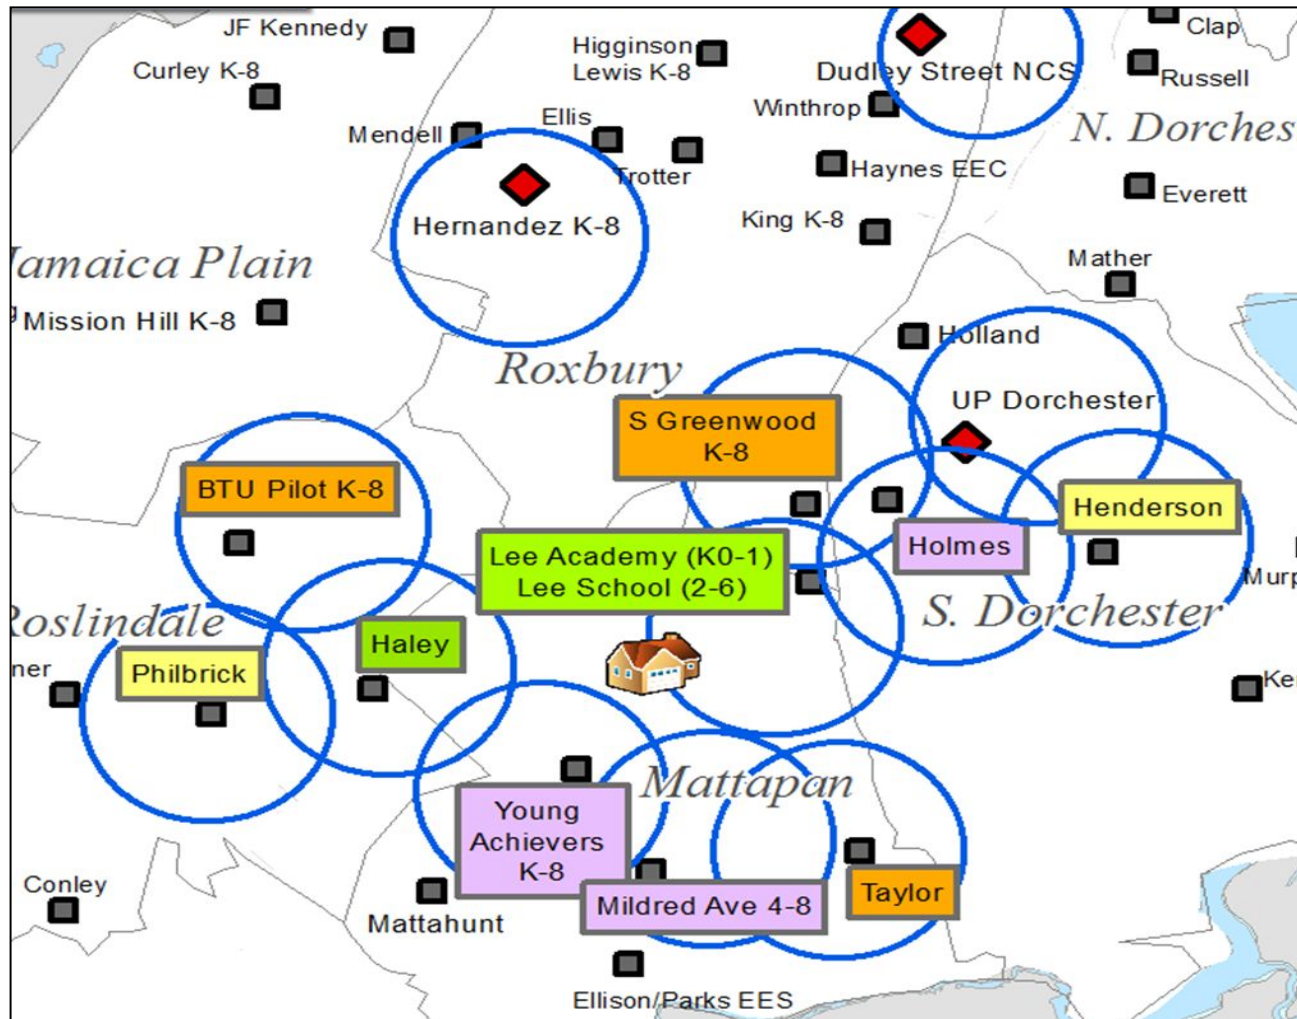 JF Kennedy
Curley K-8
Higginson
Lewis K-8
Clap
Dudley Street NCS
Russell
Winthrop
N. Dorches
Mendell
Ellis
Trotter
Haynes EEC
Everett
Hernandez K-8
King K-8
Jamaica Plain
Mather
Mission Hill K-8
Holland
Roxbury
UP Dorchester
S Greenwood
K-8
BTU Pilot K-8
Henderson
Lee Academy (K0-1)
Lee School (2-6)
Holmes
Murp
Roslindale
S. Dorchester
Haley
Philbrick
ner
Ke
Mattapan
Young
Achievers
K-8
Conley
Taylor
Mildred Ave 4-8
Mattahunt
Ellison/Parks EES